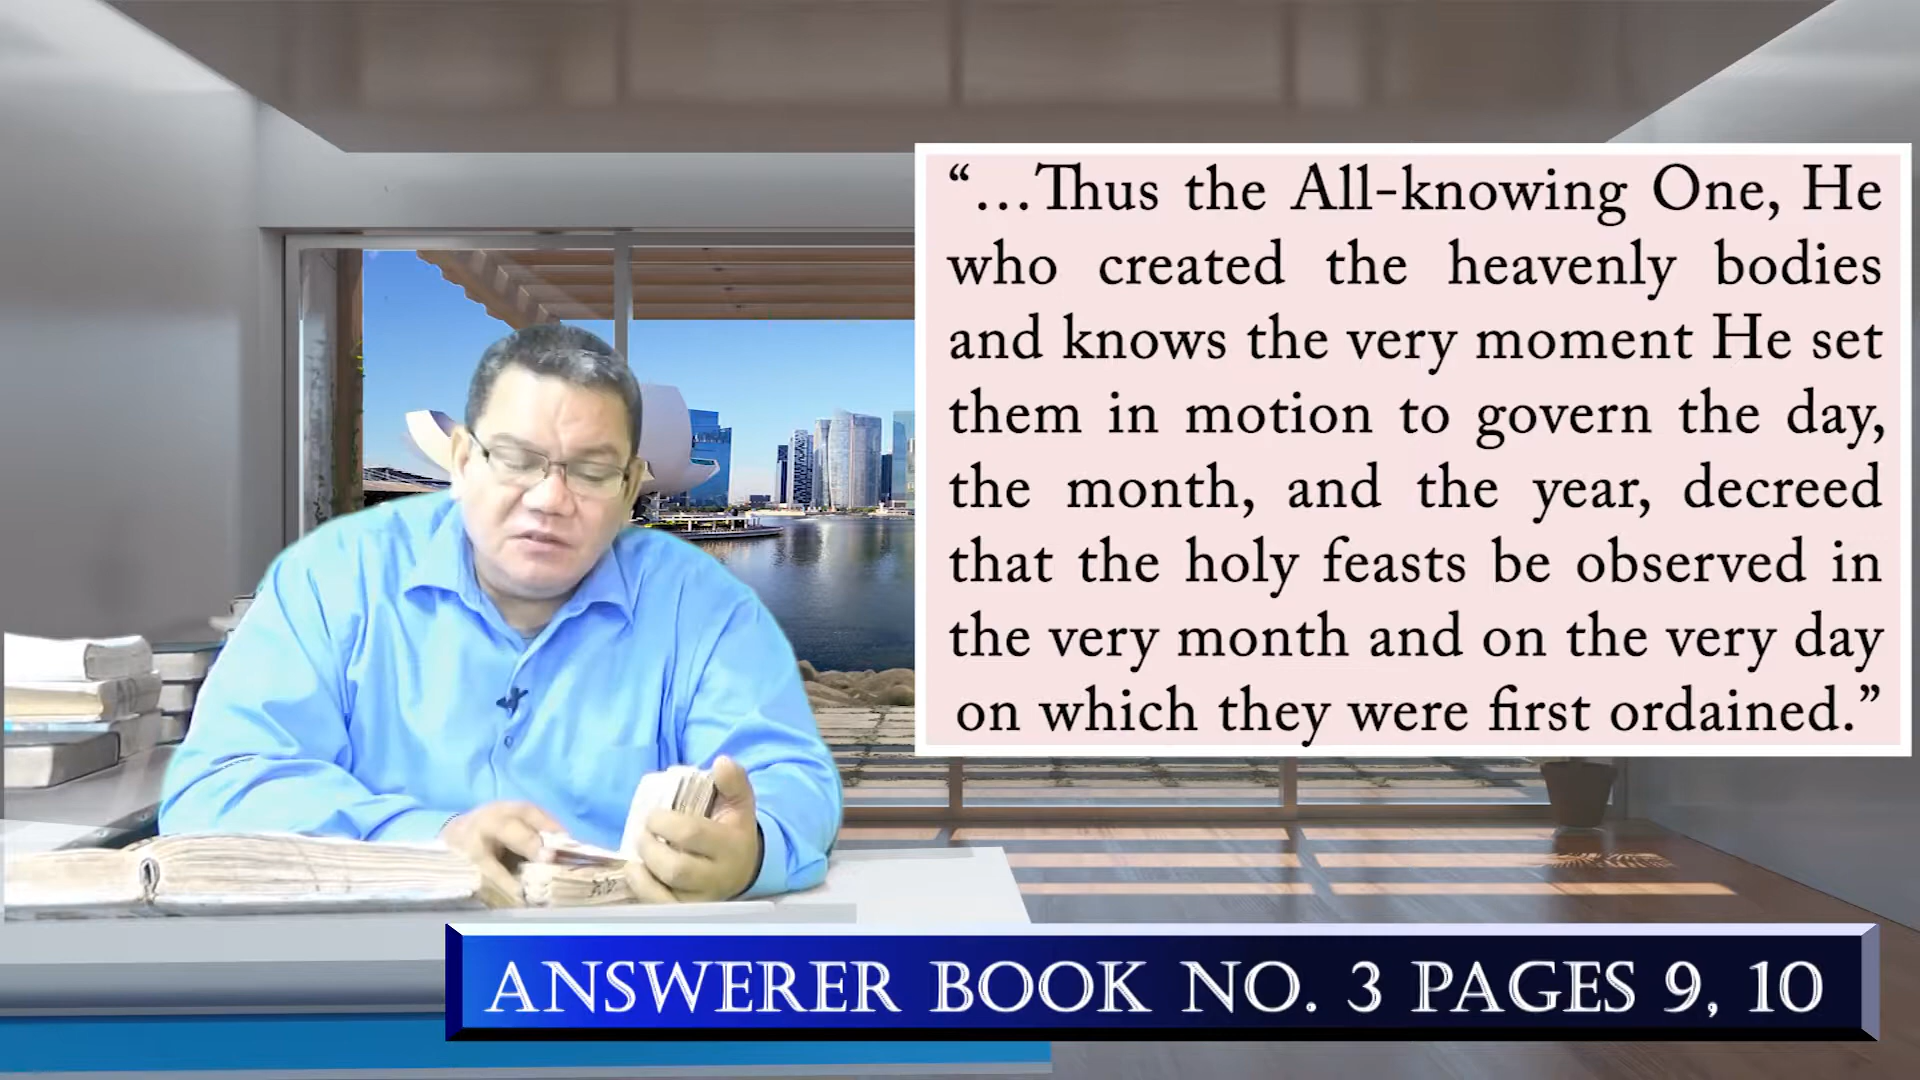 “…Thus the All-knowing One, He
who created the heavenly bodies
and knows the very moment He set
them in motion to govern the day,
the month, and the year, decreed
that the holy feasts be observed in
the very month and on the very day
on which they were first ordained.”
ANSWERER BOOK NO. 3 PAGES 9, 10